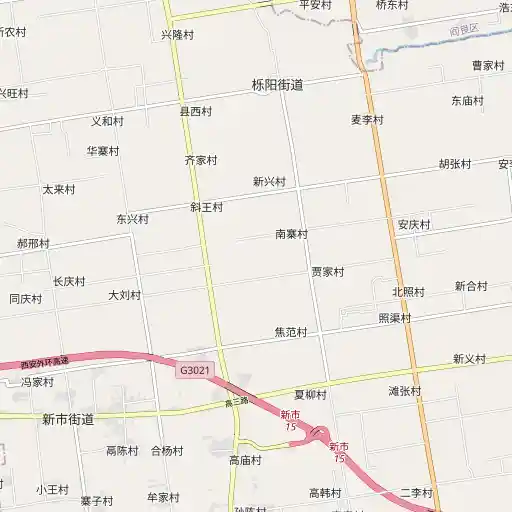 平安村
桥东村
浩
新农村
兴隆村
阎良区
曹家村
栎阳街道
兴旺村
东庙村
县西村
义和村
麦李村
华寨村
齐家村
胡张村
安李
新兴村
太来村
斜王村
东兴村
安庆村
南寨村
郝邢村
贾家村
长庆村
新合村
大刘村
同庆村
北照村
照渠村
焦范村
西安外环高速
新义村
G3021
冯家村
夏柳村
滩张村
高三路
新市
15
新市街道
新市
15
鬲陈村
合杨村
高庙村
小王村
高韩村
二李村
寨子村
牟家村